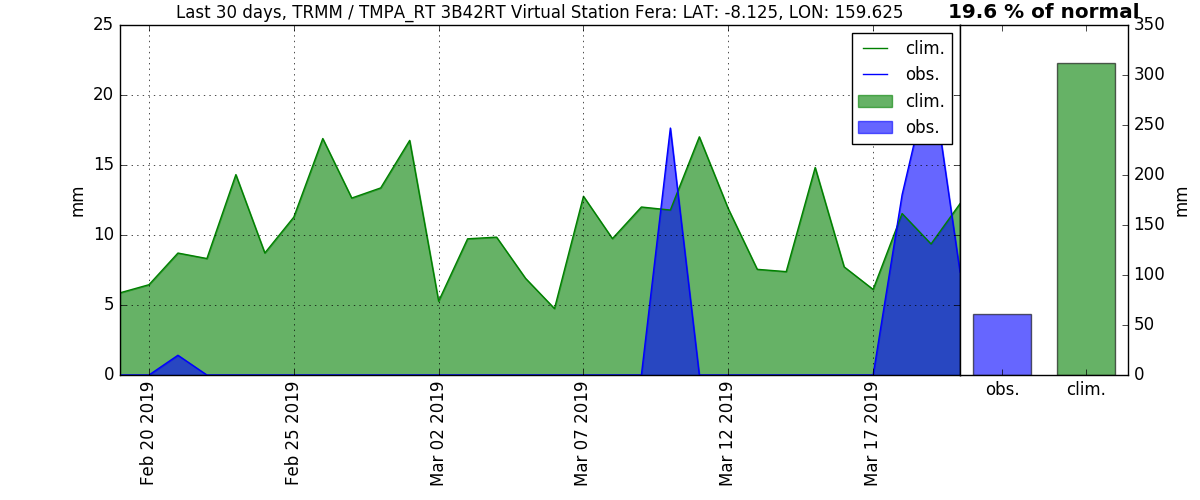 Last 30 days, TRMM / TMPA_RT 3B42RT Virtual Station Fera: LAT: -8.125, LON: 159.625
19.6 % of normal
25
20
15
10
5
0
mm
clim.
obs.
clim.
obs.
350
300
250
200
150
100
50
0
mm
Feb 20 2019
Feb 25 2019
Mar 02 2019
Mar 07 2019
Mar 12 2019
Mar 17 2019
obs.
clim.